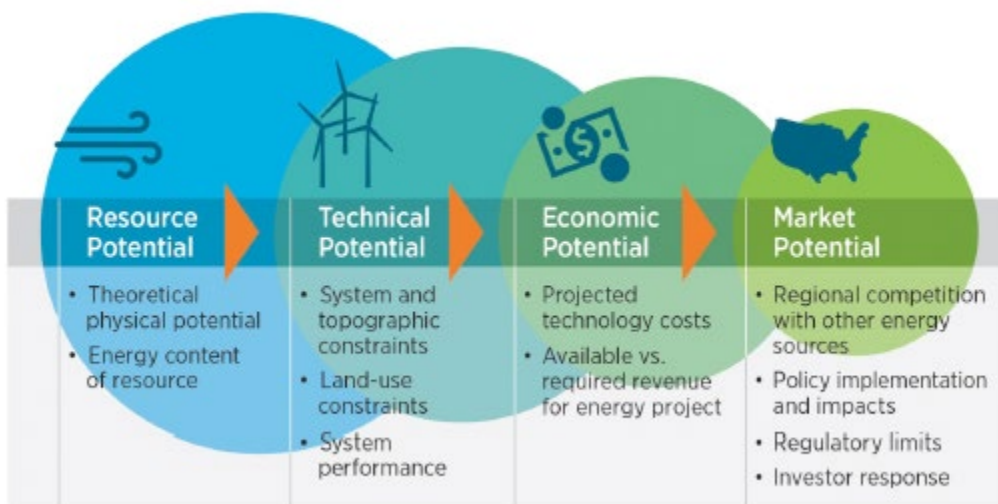 Resource
Potential
• Theoretical
physical potential
• Energy content
of resource
Technical
Potential
• System and
topographic
constraints
• Land-use
constraints
• System
performance
Economic
Potential
• Projected
technology costs
• Available vs.
required revenue
for energy project
Market
Potential
• Regional competition
with other energy
sources
• Policy implementation
and impacts
• Regulatory limits
• Investor response